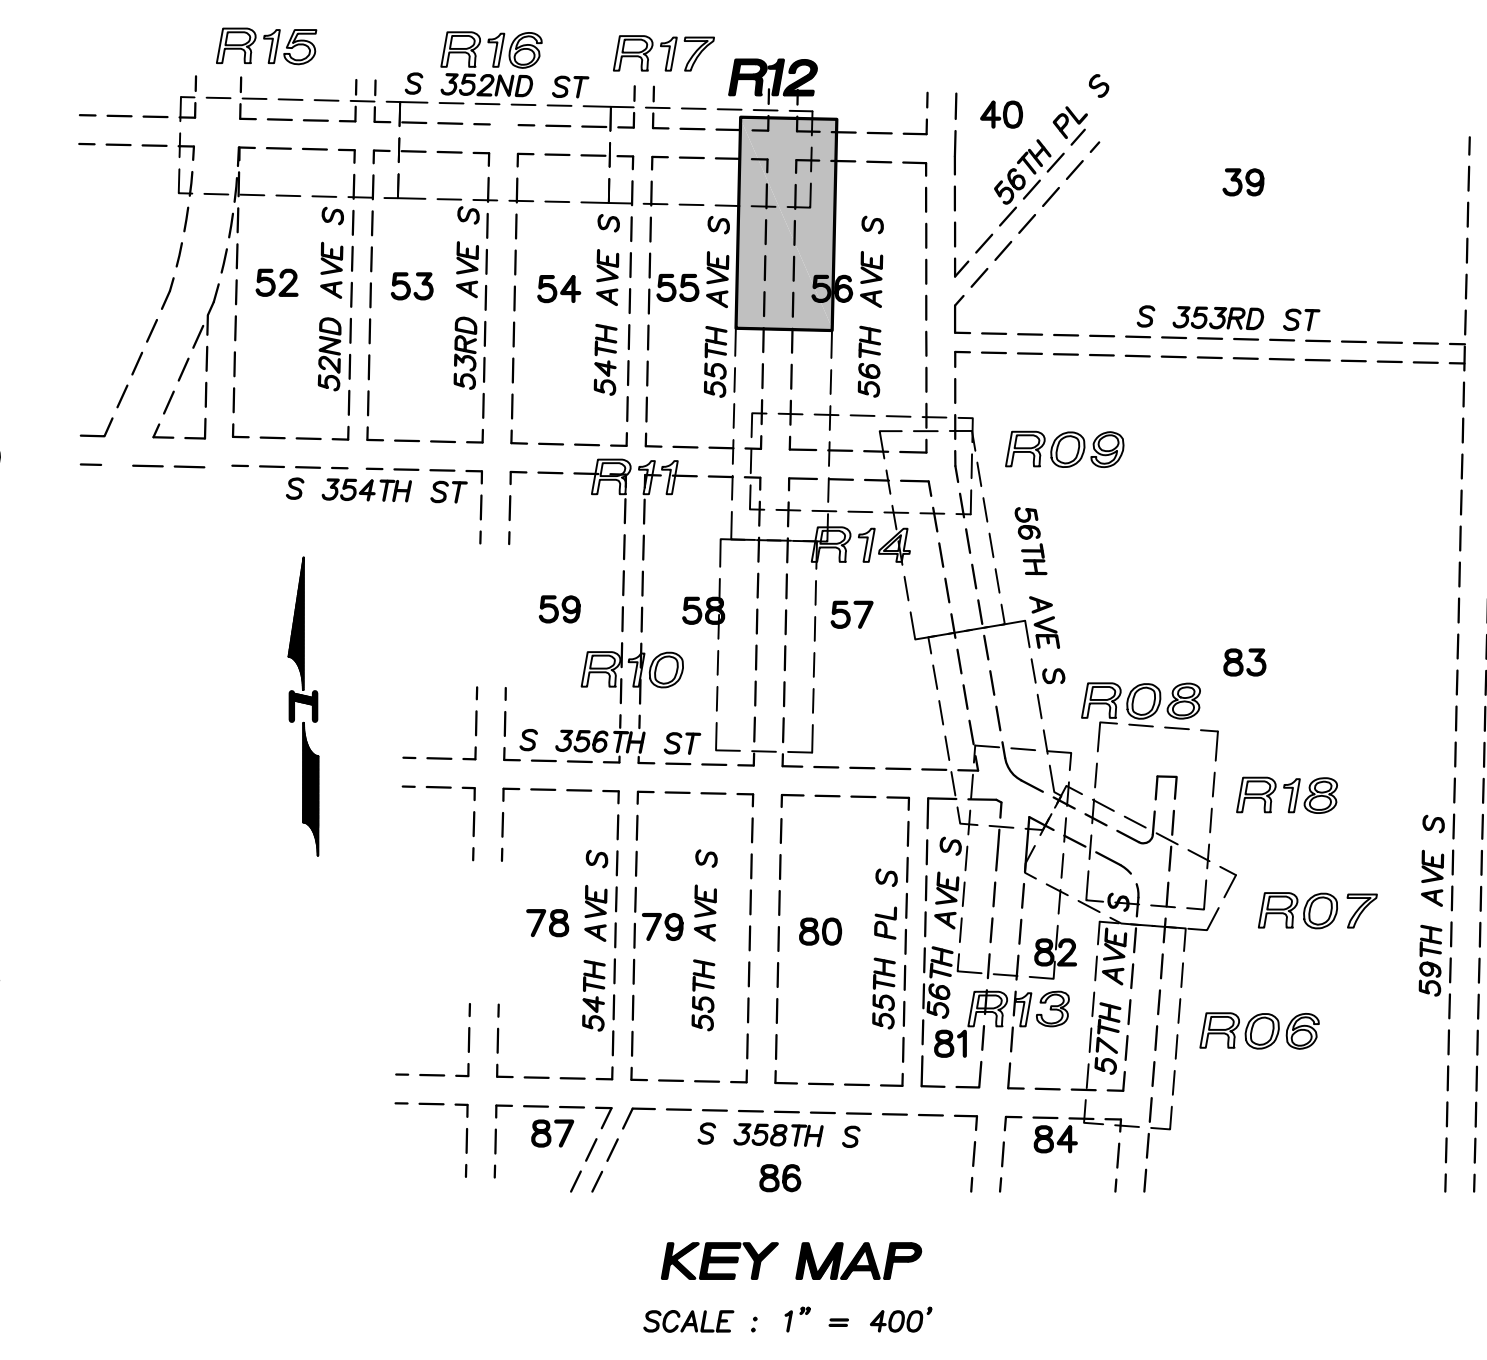 R15
R16
R17
R12
S 352ND ST
40
56TH PL S
39
52
52ND AVE S
53
53RD AVE S
54
54TH AVE S
55
55TH AVE S
56
56TH AVE S
S 353RD ST
R09
R11
S 354TH ST
R14
56TH AVE S
59
58
57
83
R10
R08
S 356TH ST
R18
78
54TH AVE S
79
55TH AVE S
80
55TH PL S
56TH AVE S
82
57TH AVE S
R07
59TH AVE S
R13
81
R06
87
S 358TH ST
84
86
KEY MAP
SCALE : 1" = 400'